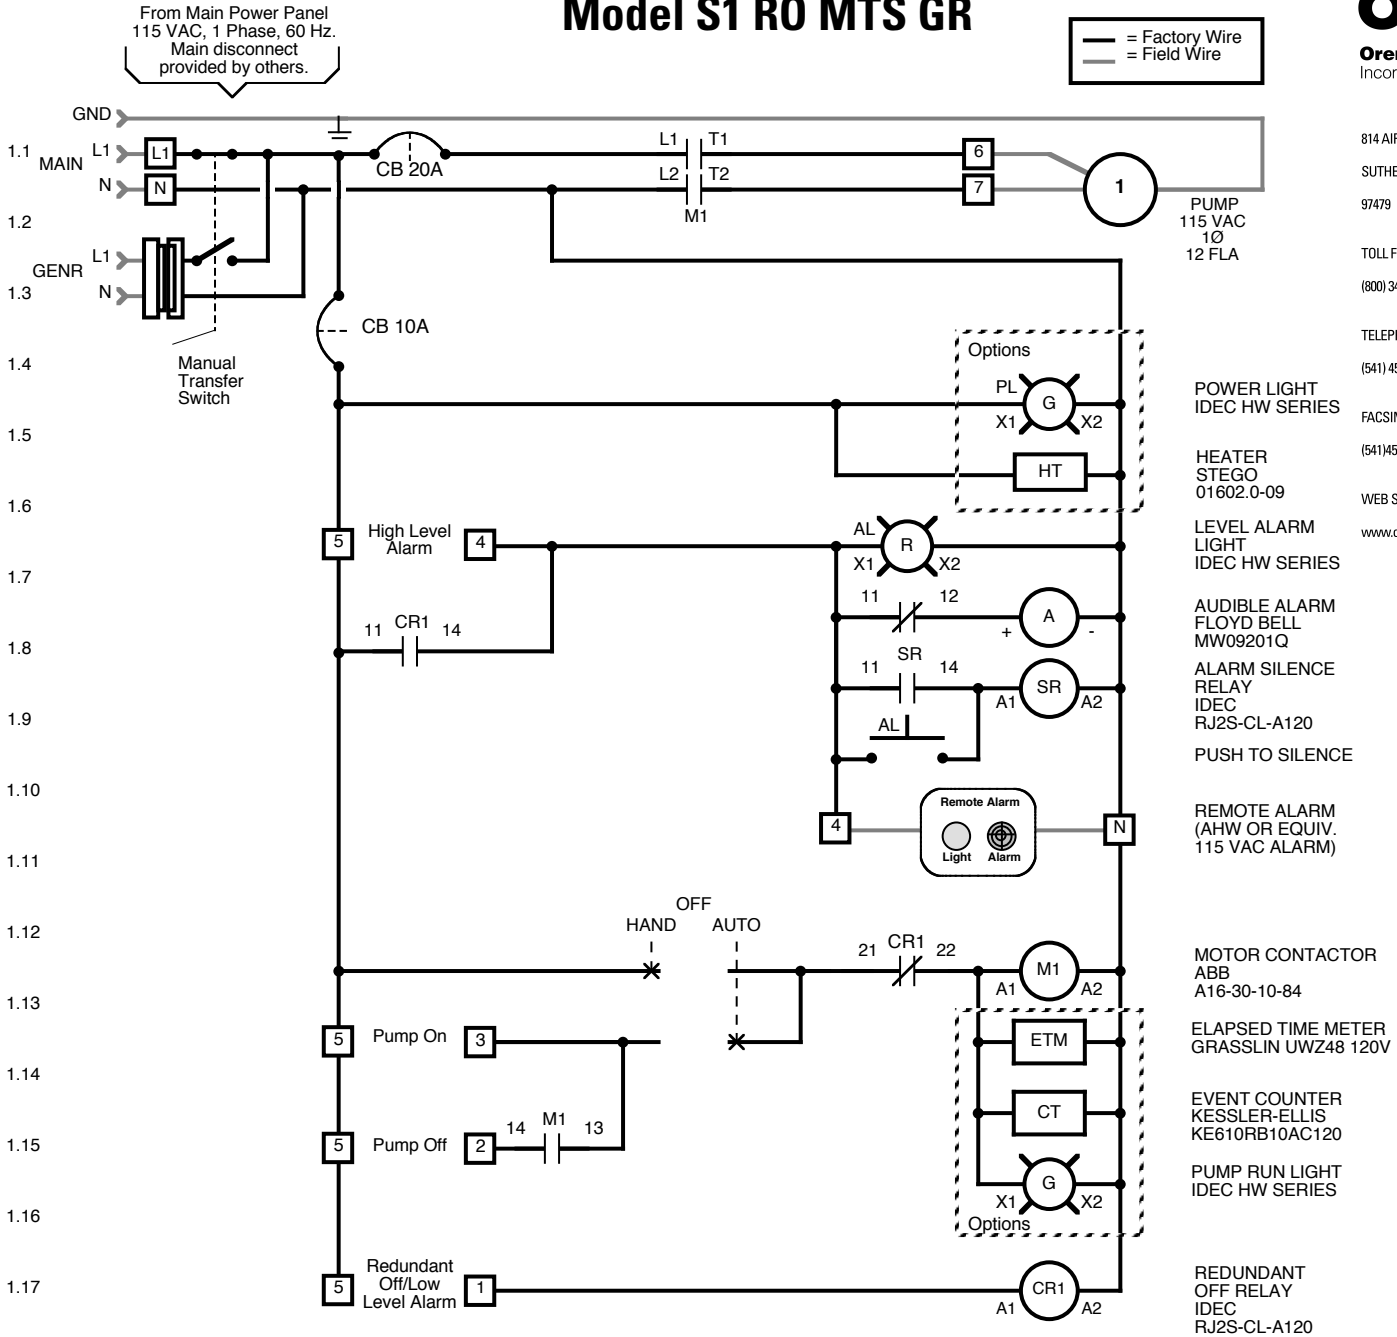 Model S1 RO MTS GR
From Main Power Panel
115 VAC, 1 Phase, 60 Hz.
Main disconnect
provided by others.
= Factory Wire
= Field Wire
GND
1.1
MAIN
L1
L1
CB 20A
L1
T1
6
N
N
L2
T2
M1
7
1
PUMP
115 VAC
1Ø
12 FLA
1.2
GENR
L1
N
1.3
CB 10A
Manual
Transfer
Switch
1.4
Options
PL
G
X1
X2
POWER LIGHT
IDEC HW SERIES
1.5
HT
HEATER
STEGO
01602.0-09
1.6
5
High Level
Alarm
4
AL
R
X1
X2
LEVEL ALARM
LIGHT
IDEC HW SERIES
1.7
11
12
A
+
-
AUDIBLE ALARM
FLOYD BELL
MW09201Q
11
CR1
14
1.8
SR
11
14
SR
A1
A2
ALARM SILENCE
RELAY
IDEC
RJ2S-CL-A120
1.9
AL
PUSH TO SILENCE
1.10
4
Remote Alarm
Light
Alarm
N
REMOTE ALARM
(AHW OR EQUIV.
115 VAC ALARM)
1.11
1.12
OFF
HAND
AUTO
21
CR1
22
M1
A1
A2
MOTOR CONTACTOR
ABB
A16-30-10-84
1.13
5
Pump On
3
ETM
ELAPSED TIME METER
GRASSLIN UWZ48 120V
1.14
CT
EVENT COUNTER
KESSLER-ELLIS
KE610RB10AC120
1.15
5
Pump Off
2
14
M1
13
G
X1
X2
Options
PUMP RUN LIGHT
IDEC HW SERIES
1.16
1.17
5
Redundant
Off/Low
Level Alarm
1
CR1
A1
A2
REDUNDANT
OFF RELAY
IDEC
RJ2S-CL-A120
97479
(541) 45
(541)45